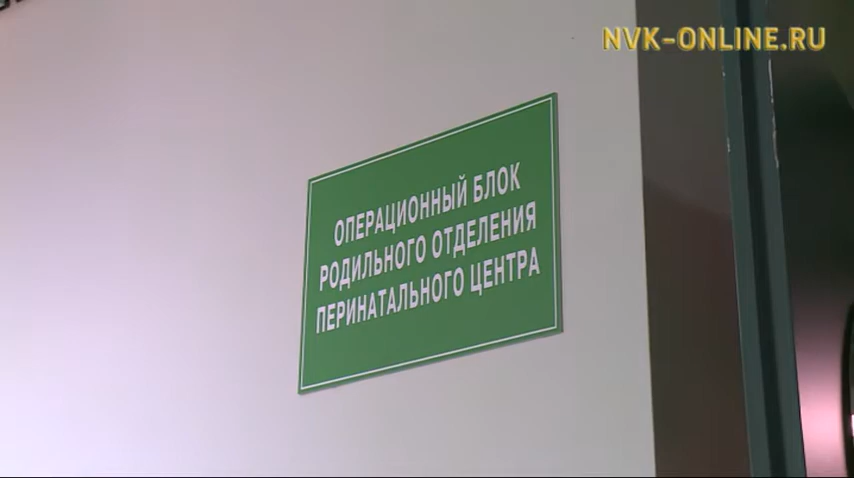 NVK-ONLINE.RU
ОПЕРАЦИОННЫЙ БЛОК
РОДИЛЬНОГО ОТДЕЛЕНИЯ
ПЕРИНАТАЛЬНОГО ЦЕНТРА